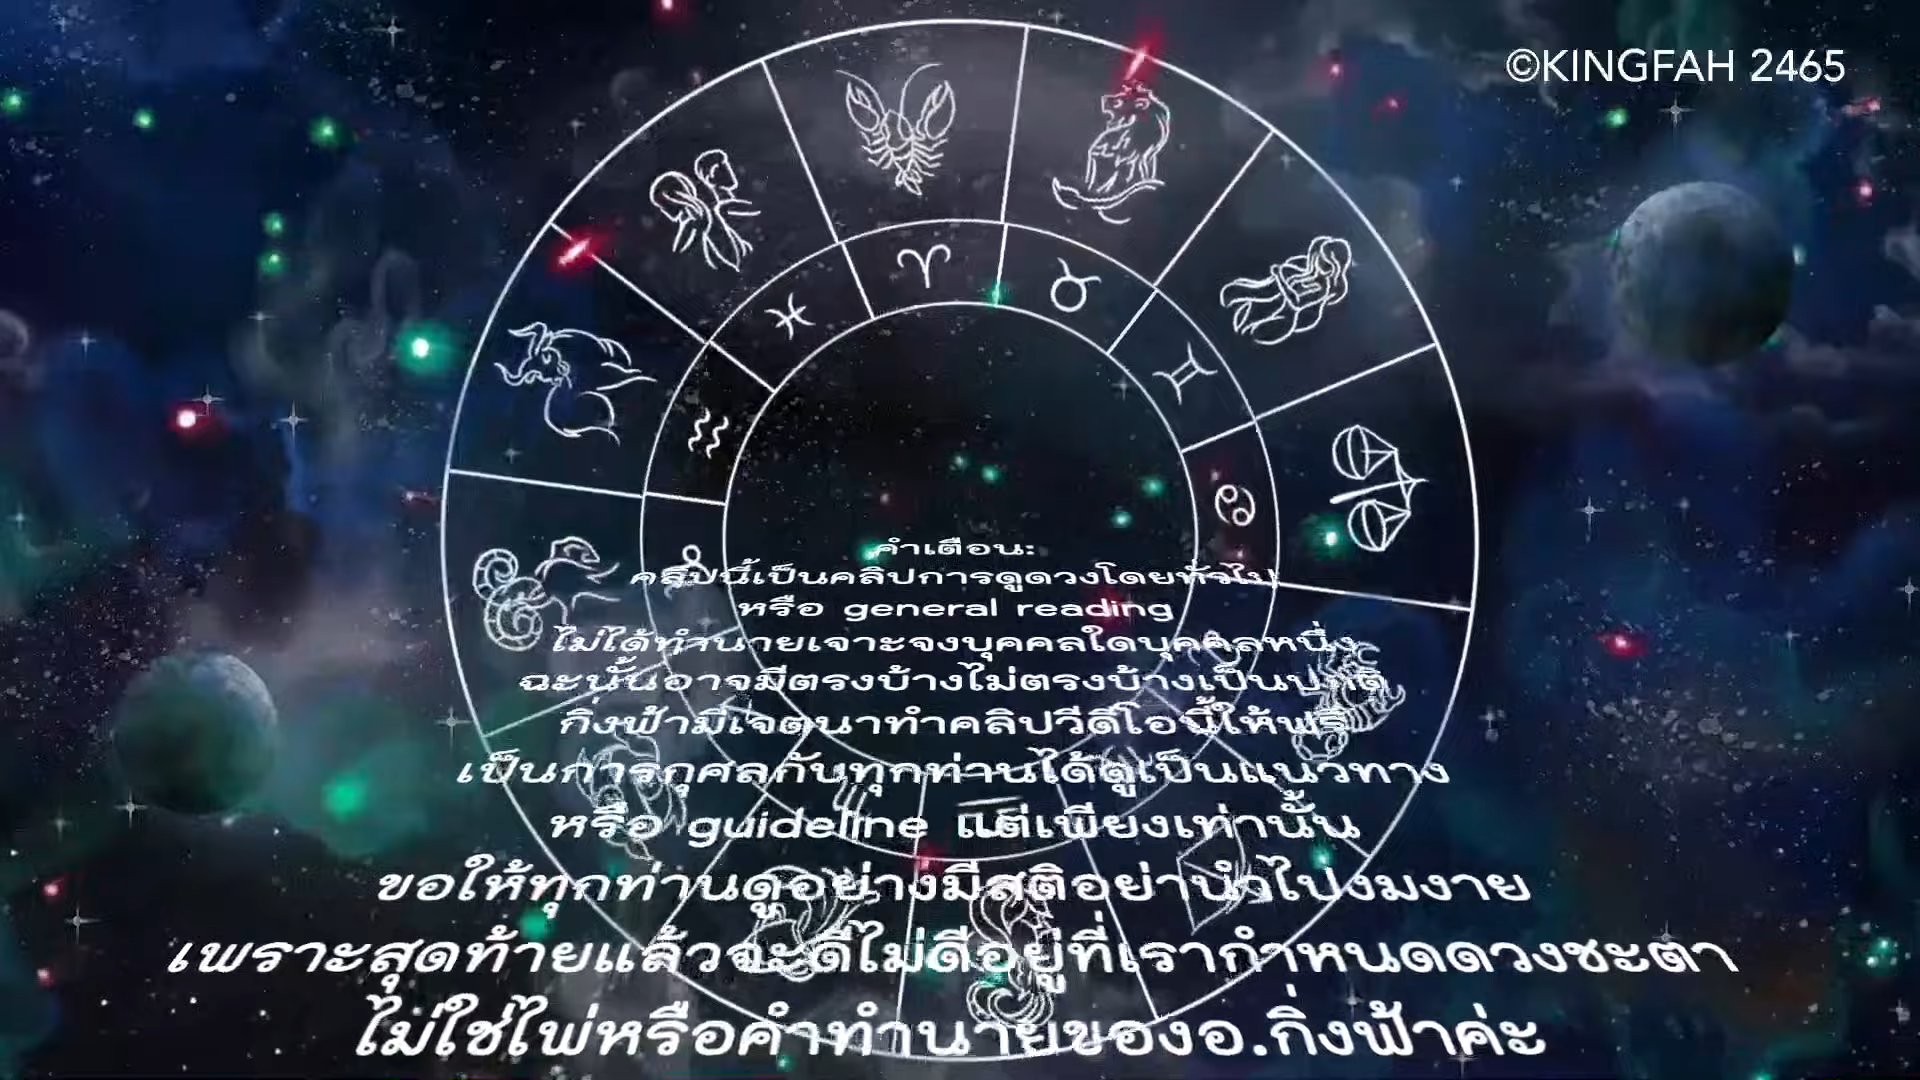 ©KINGFAH 2465
คำเตือน:
คลิปนี้เป็นคลิปการดูดวงโดยทั่วไป
หรือ general reading
ไม่ได้ทำนายเจาะจงบุคคลใดบุคคลหนึ่ง
ฉะนั้นอาจมีตรงบ้างไม่ตรงบ้างเป็นปกติ
กิ่งฟ้ามีเจตนาทำคลิปวีดีโอนี้ให้ฟรี
เป็นการกุศลกันทุกท่านได้ดูเป็นแนวทาง
หรือ guideline แต่เพียงเท่านั้น
ขอให้ทุกท่านดูอย่างมีสติอย่านำไปงมงาย
เพราะสุดท้ายแล้วจะดีไม่ดีอยู่ที่เรากำหนดดวงชะตา
ไม่ใช่ไพ่หรือคำทำนายของอ.กิ่งฟ้าค่ะ